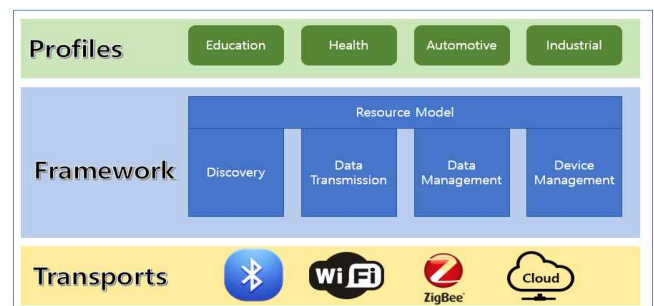 Profiles
Education
Health
Automotive
Industrial
Framework
Resource Model
Discovery
Data
Transmission
Data
Management
Device
Management
Transports
WiFi
ZigBee
Cloud